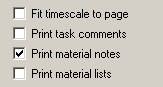 Fit timescale to page
Print task comments
Print material notes
Print material lists